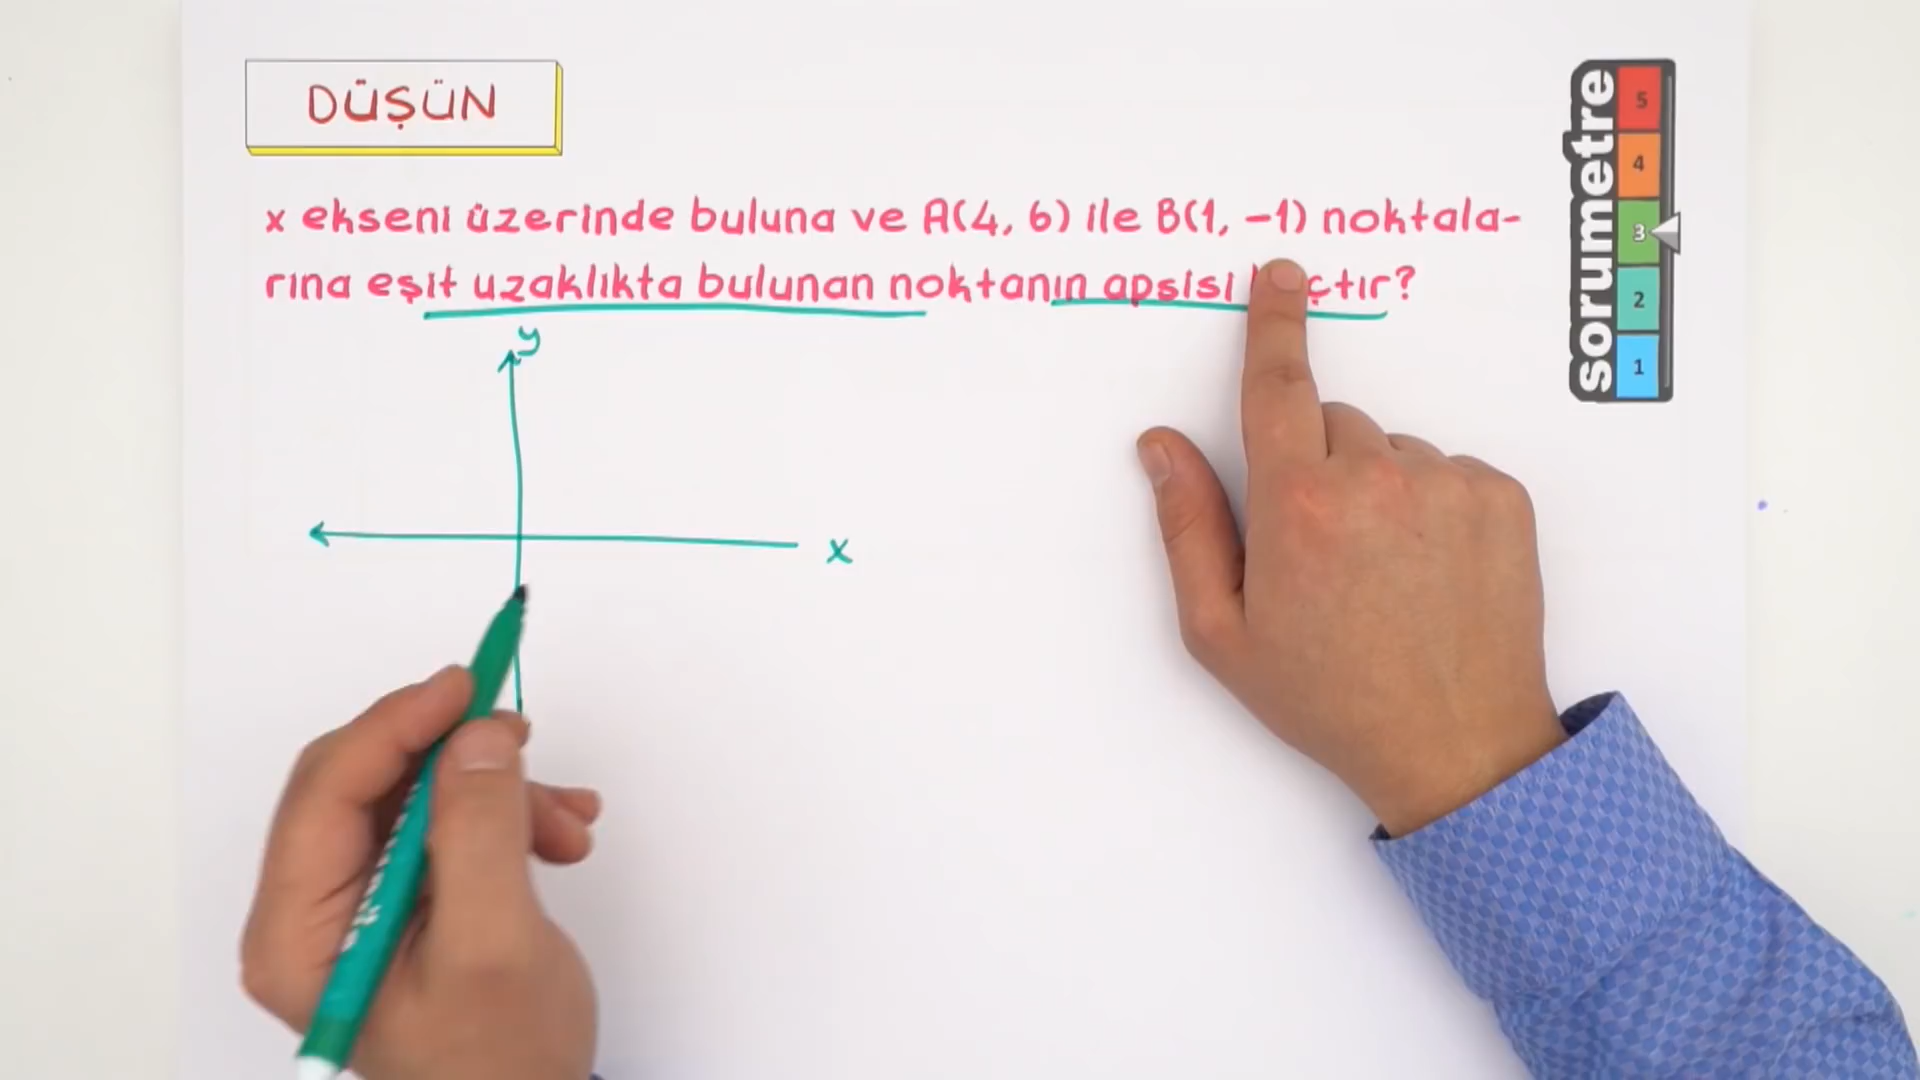 DÜŞÜN
x ekseni üzerinde buluna ve A(4, 6) ile B(1, -1) noktala-
rına eşit uzaklıkta bulunan noktanın apsisi ?
y
x
sorumetre
5
4
3
2
1